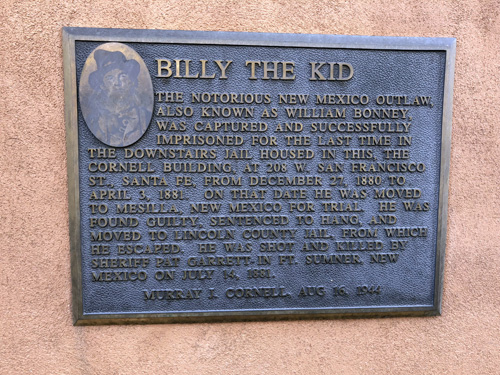 BILLY THE KID
THE NOTORIOUS NEW MEXICO OUTLAW,
ALSO KNOWN AS WILLIAM BONNEY,
WAS CAPTURED AND SUCCESSFULLY
IMPRISONED FOR THE LAST TIME IN
THE DOWNSTAIRS JAIL HOUSED IN THIS, THE
CORNELL BUILDING, AT 208 W. SAN FRANCISCO
ST., SANTA FE, FROM DECEMBER 27, 1880 TO
APRIL 3, 1881. ON THAT DATE HE WAS MOVED
TO MESILLA, NEW MEXICO FOR TRIAL. HE WAS
FOUND GUILTY, SENTENCED TO HANG, AND
MOVED TO LINCOLN COUNTY JAIL, FROM WHICH
HE ESCAPED. HE WAS SHOT AND KILLED BY
SHERIFF PAT GARRETT IN FT. SUMNER, NEW
MEXICO ON JULY 14, 1881.
MURRAY J. CORNELL, AUG 16, 1944